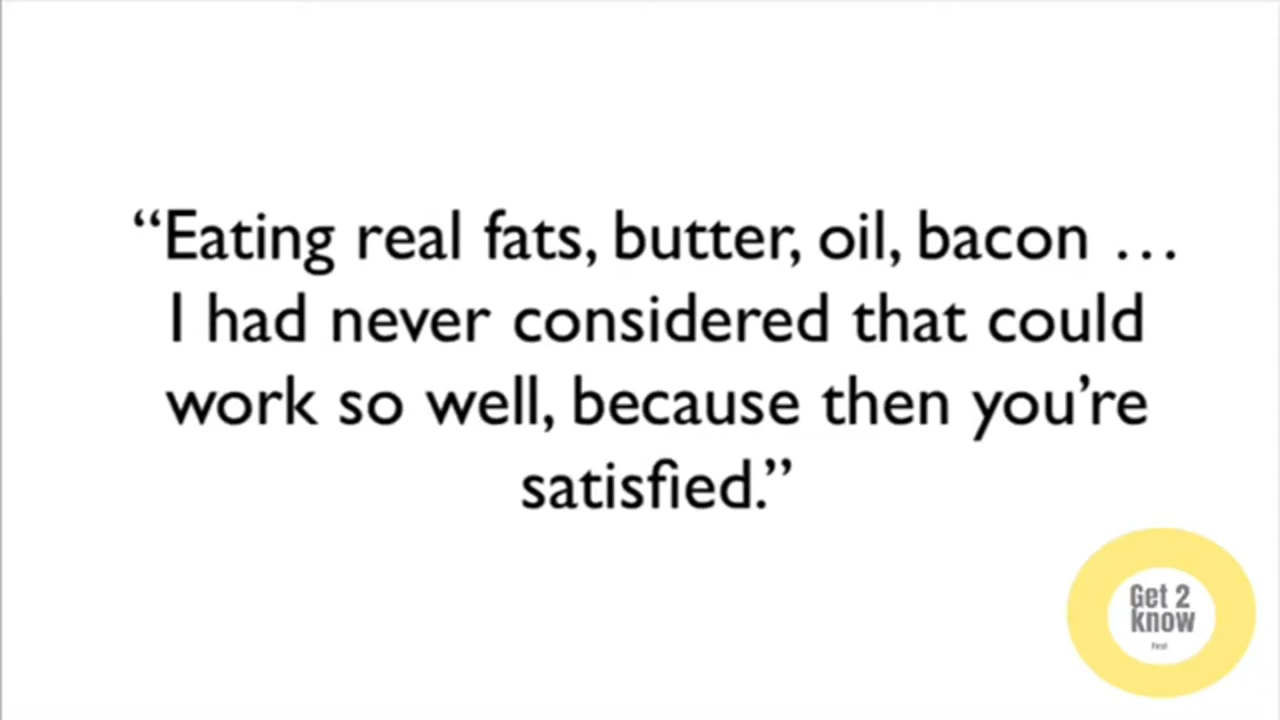 “Eating real fats, butter, oil, bacon …
I had never considered that could
work so well, because then you’re
satisfied.”
Get 2
know